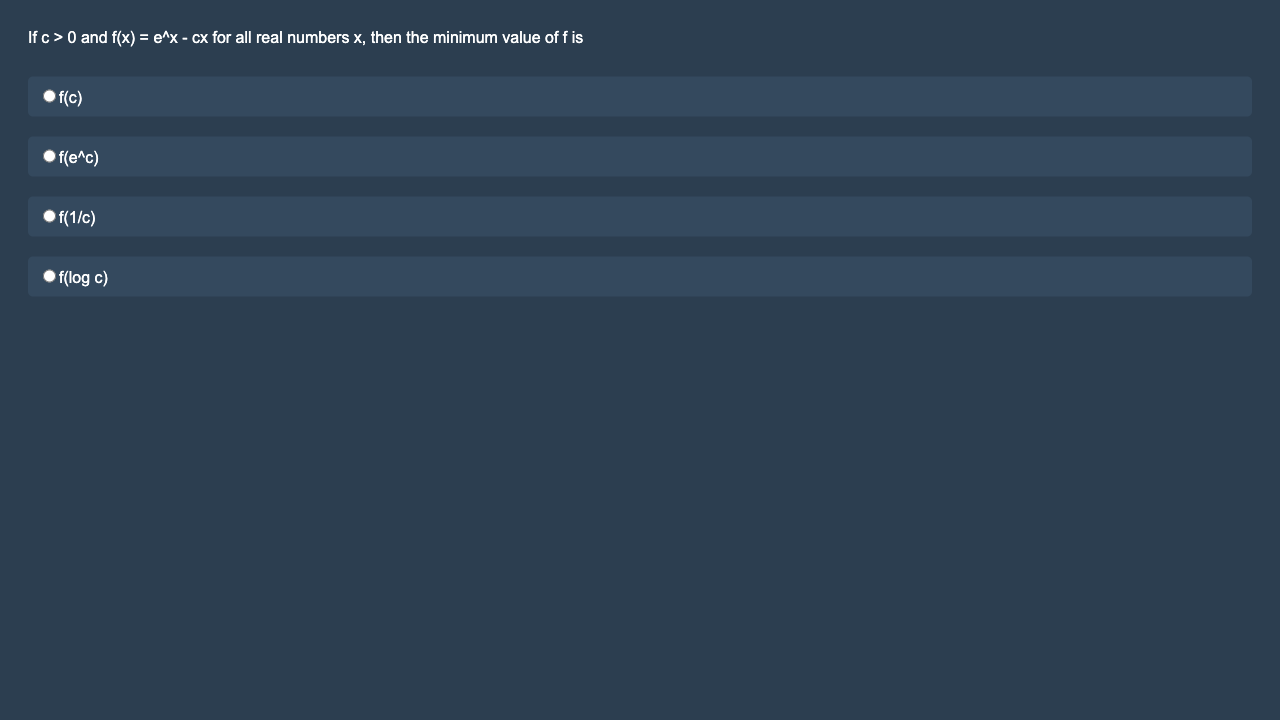 If c > 0 and f(x) = e^x - cx for all real numbers x, then the minimum value of f is
f(c)
f(e^c)
f(1/c)
f(log c)